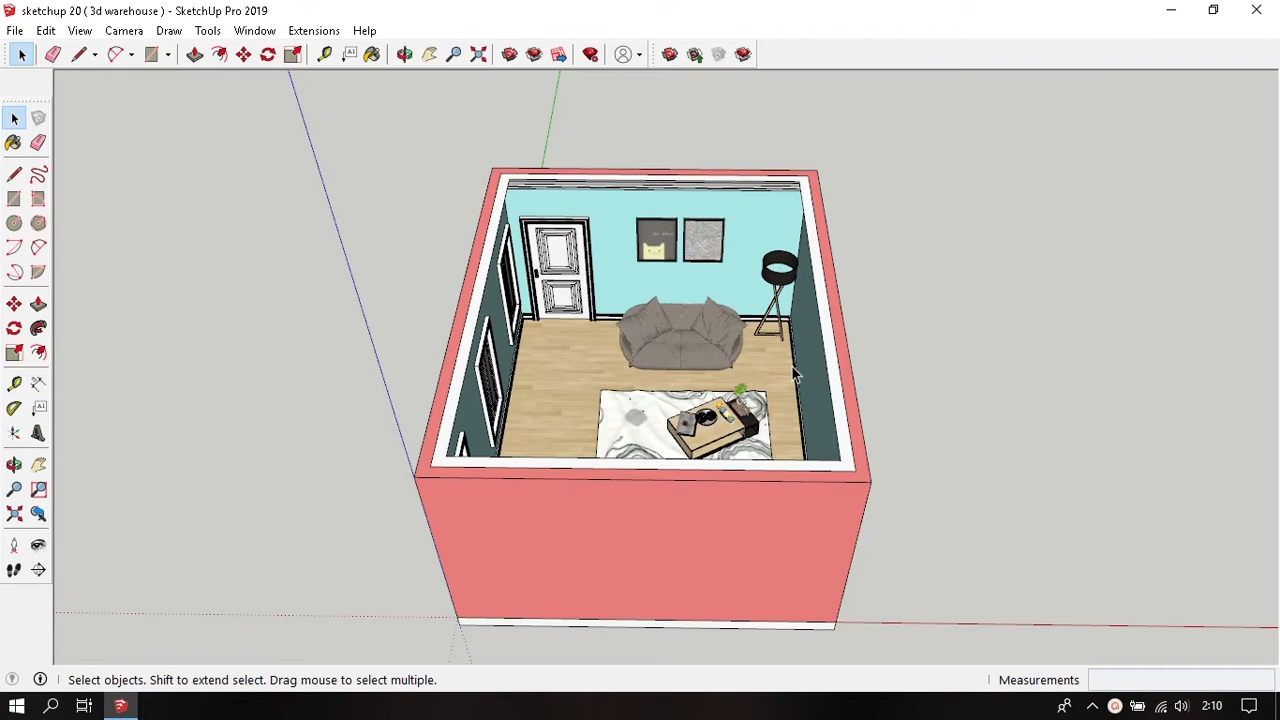 sketchup 20 ( 3d warehouse ) - SketchUp Pro 2019
File Edit View Camera Draw Tools Window Extensions Help
Select objects. Shift to extend select. Drag mouse to select multiple.
Measurements
2:10